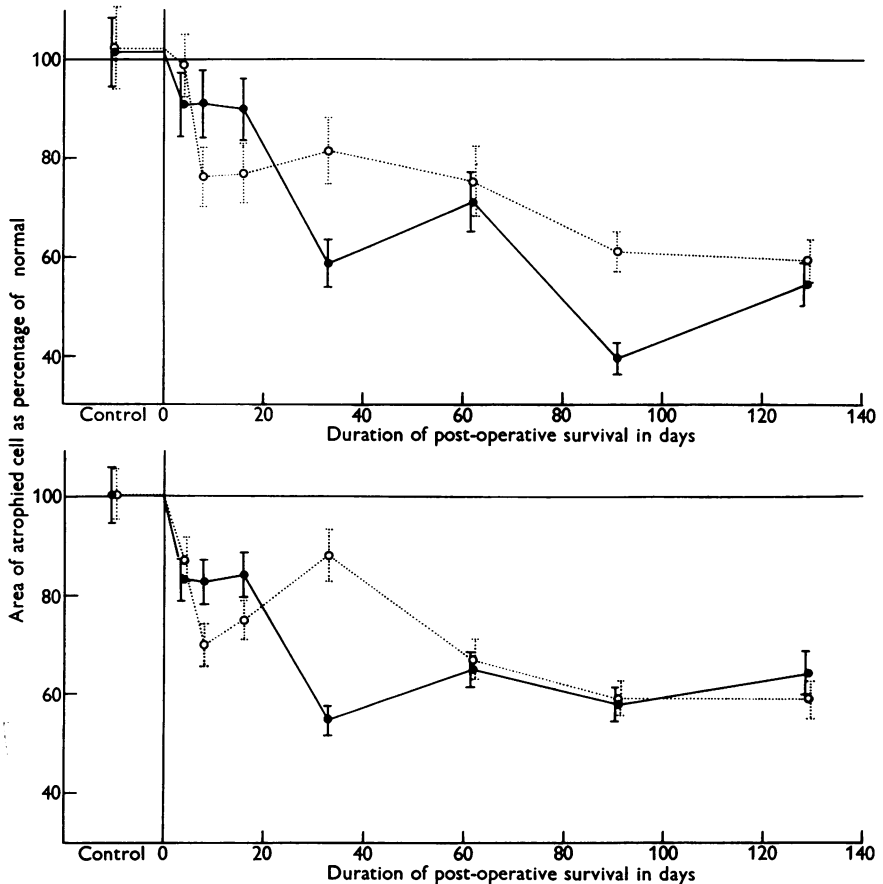 Area of atrophied cell as percentage of normal
100
80
60
40
Control 0 20 40 60 80 100 120 140
Duration of post-operative survival in days
100
80
60
40
Control 0 20 40 60 80 100 120 140
Duration of post-operative survival in days